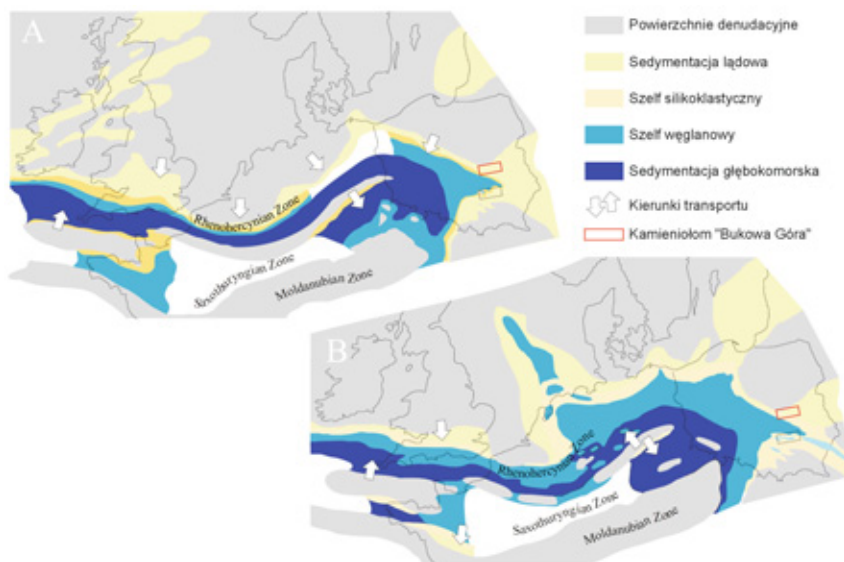 A
Rhenohercynian Zone
Saxothuryngian Zone
Moldanubian Zone
Powierzchnie denudacyjne
Sedymentacja lądowa
Szelf silikoklastyczny
Szelf węglanowy
Sedymentacja głębokomorska
Kierunki transportu
Kamieniołom "Bukowa Góra"
B
Rhenohercynian Zone
Saxothuryngian Zone
Moldanubian Zone